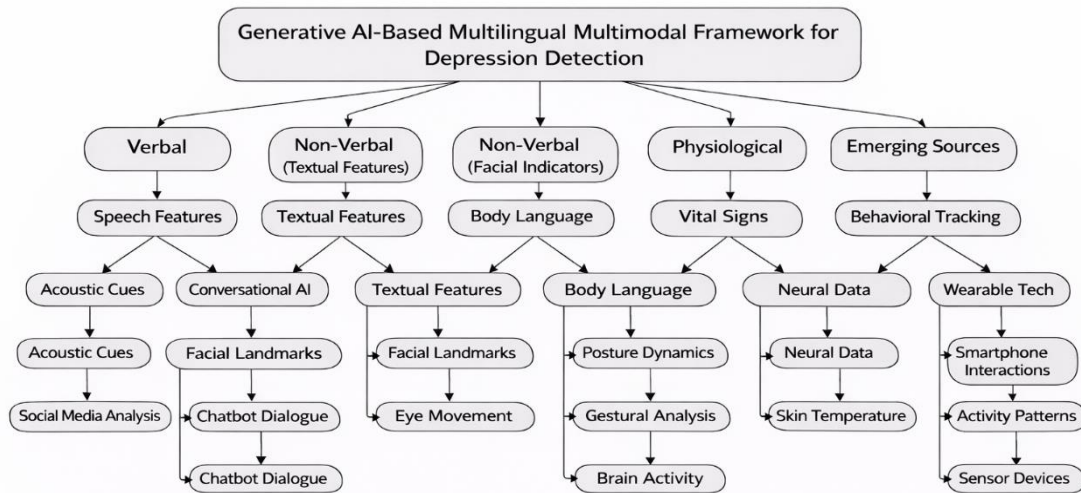 Generative AI-Based Multilingual Multimodal Framework for
Depression Detection
Verbal
Non-Verbal
(Textual Features)
Non-Verbal
(Facial Indicators)
Physiological
Emerging Sources
Speech Features
Textual Features
Body Language
Vital Signs
Behavioral Tracking
Acoustic Cues
Conversational AI
Textual Features
Body Language
Neural Data
Wearable Tech
Acoustic Cues
Facial Landmarks
Facial Landmarks
Posture Dynamics
Neural Data
Smartphone
Interactions
Social Media Analysis
Chatbot Dialogue
Eye Movement
Gestural Analysis
Skin Temperature
Activity Patterns
Chatbot Dialogue
Brain Activity
Sensor Devices